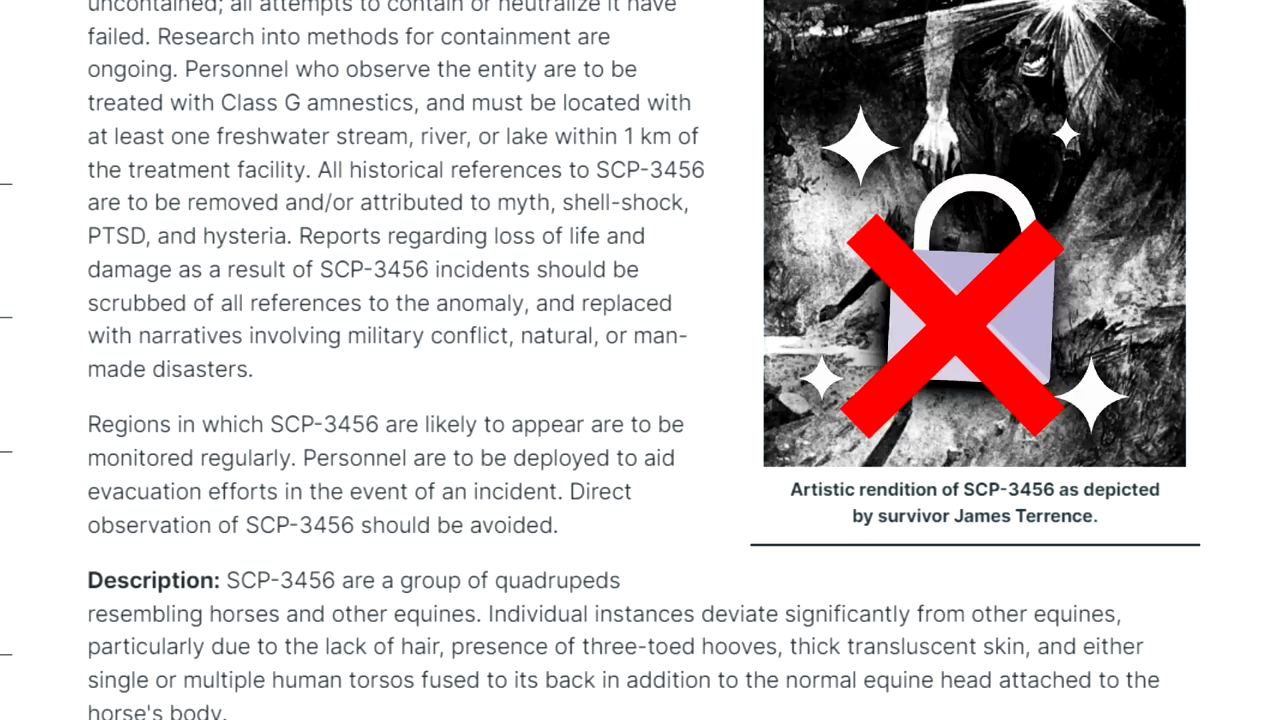 uncontained; all attempts to contain or neutralize it have
failed. Research into methods for containment are
ongoing. Personnel who observe the entity are to be
treated with Class G amnestics, and must be located with
at least one freshwater stream, river, or lake within 1 km of
the treatment facility. All historical references to SCP-3456
are to be removed and/or attributed to myth, shell-shock,
PTSD, and hysteria. Reports regarding loss of life and
damage as a result of SCP-3456 incidents should be
scrubbed of all references to the anomaly, and replaced
with narratives involving military conflict, natural, or man-
made disasters.
Regions in which SCP-3456 are likely to appear are to be
monitored regularly. Personnel are to be deployed to aid
evacuation efforts in the event of an incident. Direct
observation of SCP-3456 should be avoided.
Artistic rendition of SCP-3456 as depicted
by survivor James Terrence.
Description: SCP-3456 are a group of quadrupeds
resembling horses and other equines. Individual instances deviate significantly from other equines,
particularly due to the lack of hair, presence of three-toed hooves, thick transluscent skin, and either
single or multiple human torsos fused to its back in addition to the normal equine head attached to the
horse's body.